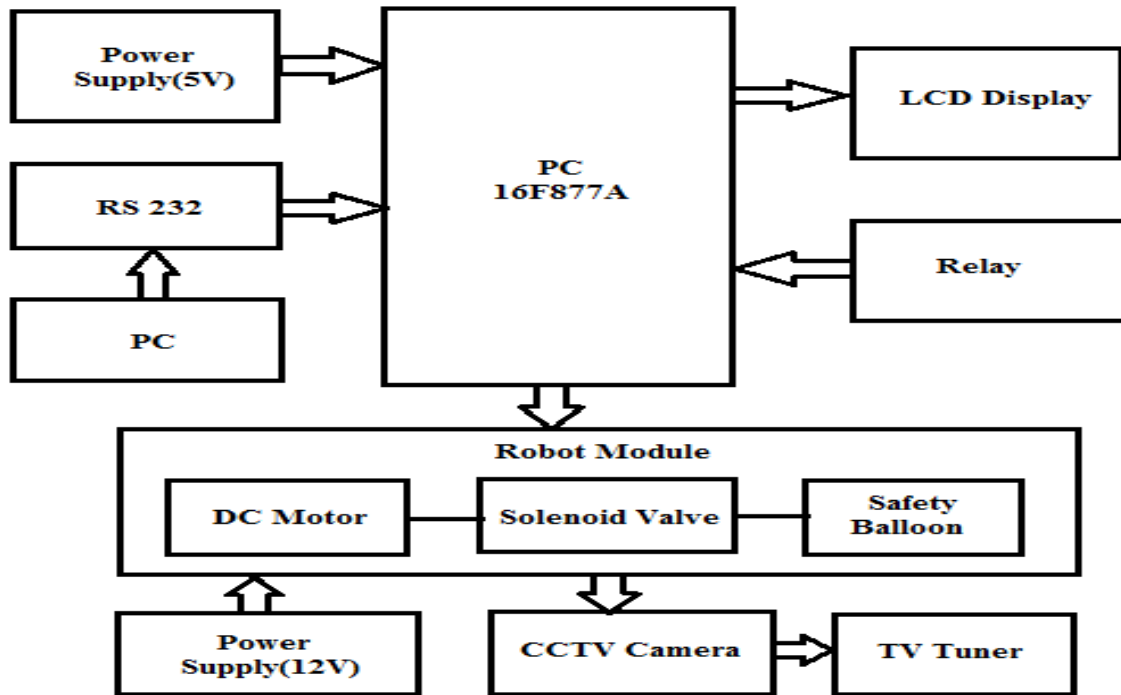 Power
Supply(5V)
LCD Display
PC
16F877A
RS 232
Relay
PC
Robot Module
DC Motor
Solenoid Valve
Safety
Balloon
Power
Supply(12V)
CCTV Camera
TV Tuner